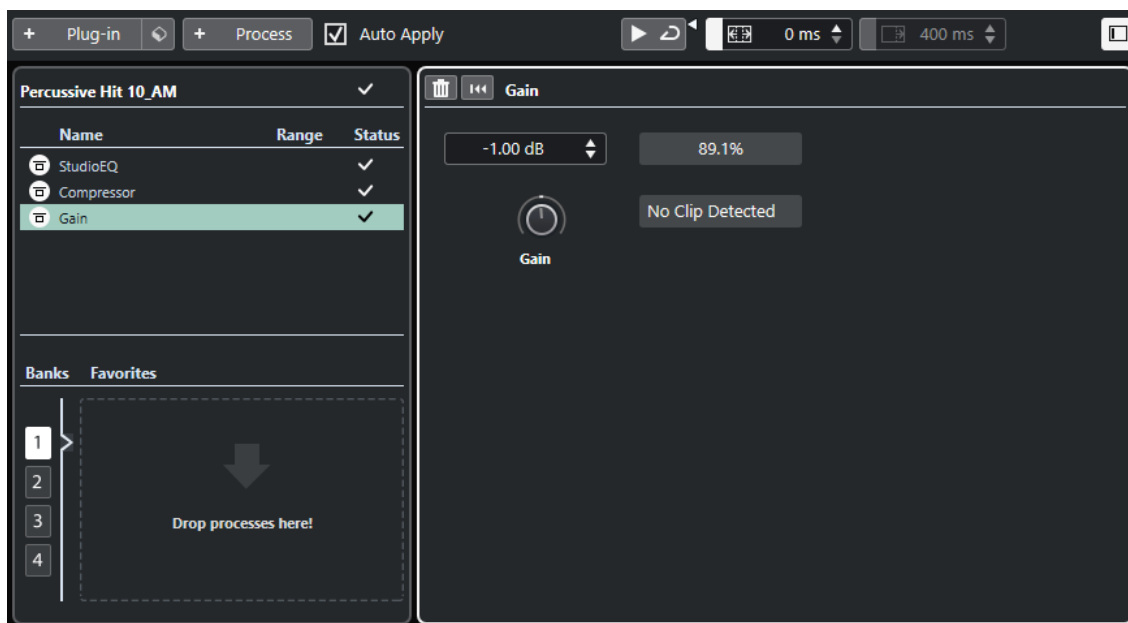 + Plug-in + Process Auto Apply 0 ms 400 ms
Percussive Hit 10_AM
Name Range Status
StudioEQ
Compressor
Gain
Banks Favorites
1
2
3
4
Drop processes here!
Gain
-1.00 dB 89.1%
No Clip Detected
Gain